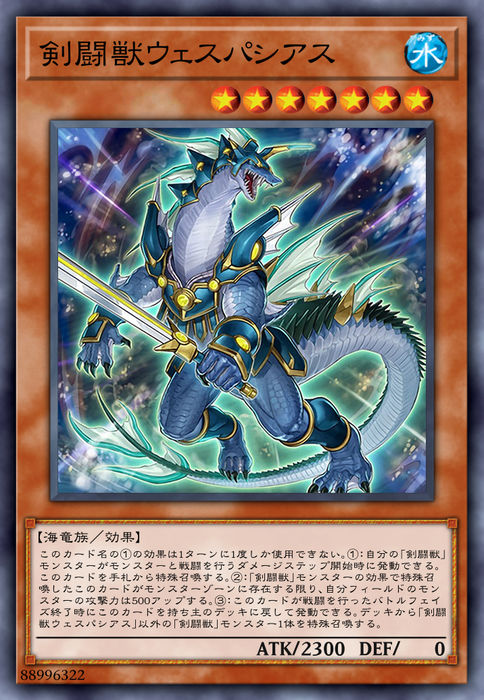 剣闘獣ウェスパシアス
みず
水
【海竜族／効果】
このカード名の①の効果は1ターンに1度しか使用できない。①：自分の「剣闘獣」
モンスターがモンスターと戦闘を行うダメージステップ開始時に発動できる。
このカードを手札から特殊召喚する。②：「剣闘獣」モンスターの効果で特殊召
喚したこのカードがモンスターゾーンに存在する限り、自分フィールドのモン
スターの攻撃力は500アップする。③：このカードが戦闘を行ったバトルフェイ
ズ終了時にこのカードを持ち主のデッキに戻して発動できる。デッキから「剣闘
獣ウェスパシアス」以外の「剣闘獣」モンスター1体を特殊召喚する。
ATK/2300 DEF/ 0
88996322